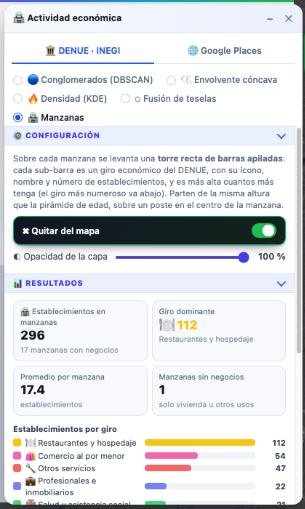 Actividad económica
DENUE · INEGI
Google Places
Conglomerados (DBSCAN)
Envolvente cóncava
Densidad (KDE)
Fusión de teselas
Manzanas
CONFIGURACIÓN
Sobre cada manzana se levanta una torre recta de barras apiladas:
cada sub-barra es un giro económico del DENUE, con su icono,
nombre y número de establecimientos, y es más alta cuantos más
tenga (el giro más numeroso va abajo). Parten de la misma altura
que la pirámide de edad, sobre un poste en el centro de la manzana.
✖ Quitar del mapa
Opacidad de la capa
100 %
RESULTADOS
Establecimientos en
manzanas
296
17 manzanas con negocios
Giro dominante
112
Restaurantes y hospedaje
Promedio por manzana
17.4
establecimientos
Manzanas sin negocios
1
solo vivienda u otros usos
Establecimientos por giro
Restaurantes y hospedaje 112
Comercio al por menor 54
Otros servicios 47
Profesionales e
inmobiliarios 22
Salud y asistencia social 21